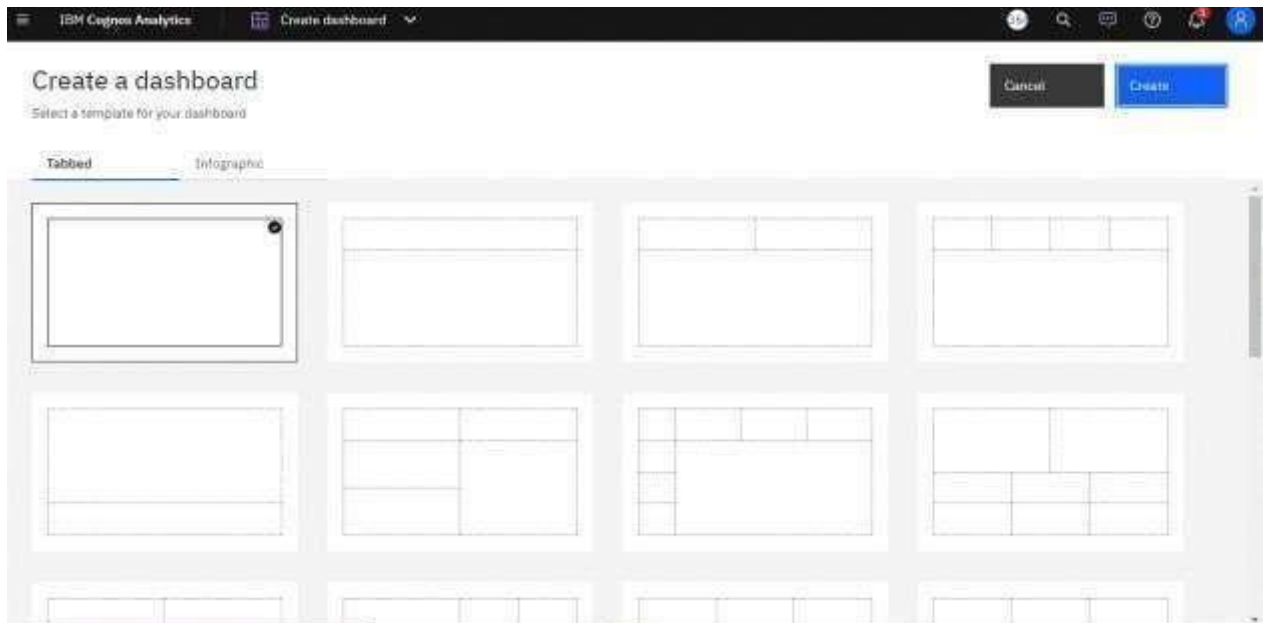 IBM Cognos Analytics
Create dashboard
Create a dashboard
Cancel
Create
Select a template for your dashboard
Tabbed
Infographic